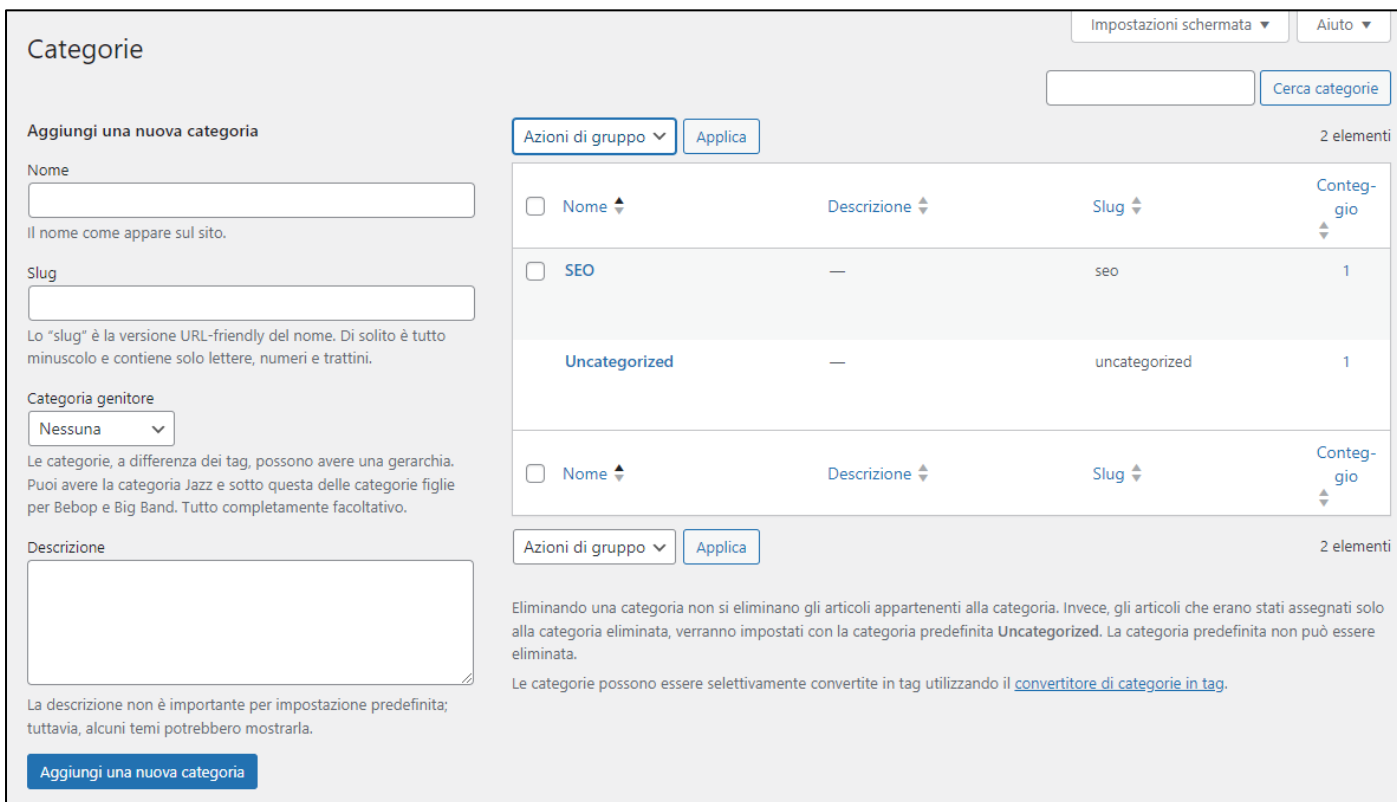 Impostazioni schermata
Aiuto
Categorie
Cerca categorie
Aggiungi una nuova categoria
Nome
Il nome come appare sul sito.
Slug
Lo “slug” è la versione URL-friendly del nome. Di solito è tutto
minuscolo e contiene solo lettere, numeri e trattini.
Categoria genitore
Nessuna
Le categorie, a differenza dei tag, possono avere una gerarchia.
Puoi avere la categoria Jazz e sotto questa delle categorie figlie
per Bebop e Big Band. Tutto completamente facoltativo.
Descrizione
La descrizione non è importante per impostazione predefinita;
tuttavia, alcuni temi potrebbero mostrarla.
Aggiungi una nuova categoria
Azioni di gruppo Applica 2 elementi
Nome Descrizione Slug Conteg-
gio
SEO — seo 1
Uncategorized — uncategorized 1
Nome Descrizione Slug Conteg-
gio
Azioni di gruppo Applica 2 elementi
Eliminando una categoria non si eliminano gli articoli appartenenti alla categoria. Invece, gli articoli che erano stati assegnati solo
alla categoria eliminata, verranno impostati con la categoria predefinita Uncategorized. La categoria predefinita non può essere
eliminata.
Le categorie possono essere selettivamente convertite in tag utilizzando il convertitore di categorie in tag.